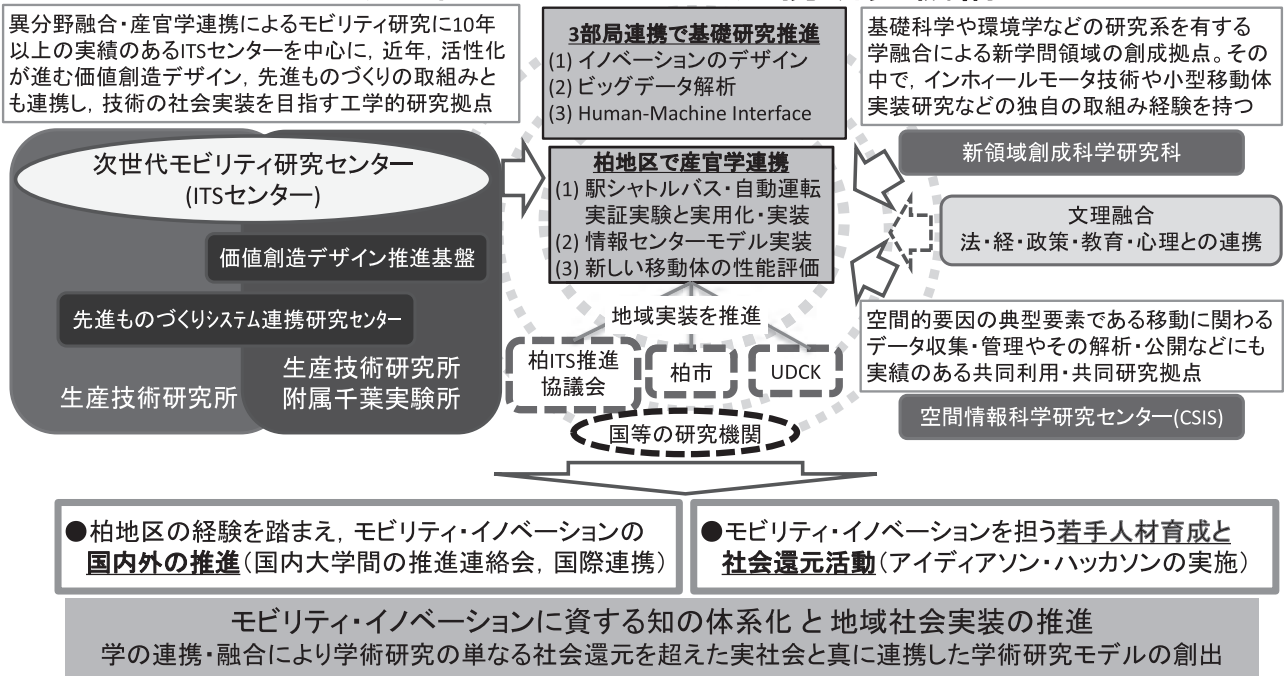 異分野融合・産官学連携によるモビリティ研究に10年
以上の実績のあるITSセンターを中心に，近年，活性化
が進む価値創造デザイン，先進ものづくりの取組みと
も連携し，技術の社会実装を目指す工学的研究拠点
次世代モビリティ研究センター
(ITSセンター)
価値創造デザイン推進基盤
先進ものづくりシステム連携研究センター
生産技術研究所
生産技術研究所
附属千葉実験所
3部局連携で基礎研究推進
(1) イノベーションのデザイン
(2) ビッグデータ解析
(3) Human-Machine Interface
柏地区で産官学連携
(1) 駅シャトルバス・自動運転
実証実験と実用化・実装
(2) 情報センターモデル実装
(3) 新しい移動体の性能評価
地域実装を推進
柏ITS推進
協議会
柏市
UDCK
国等の研究機関
基礎科学や環境学などの研究系を有する
学融合による新学問領域の創成拠点。その
中で，インホィールモータ技術や小型移動体
実装研究などの独自の取組み経験を持つ
新領域創成科学研究科
文理融合
法・経・政策・教育・心理との連携
空間的要因の典型要素である移動に関わる
データ収集・管理やその解析・公開などにも
実績のある共同利用・共同研究拠点
空間情報科学研究センター(CSIS)
●柏地区の経験を踏まえ，モビリティ・イノベーションの
国内外の推進（国内大学間の推進連絡会，国際連携）
●モビリティ・イノベーションを担う若手人材育成と
社会還元活動（アイディアソン・ハッカソンの実施）
モビリティ・イノベーションに資する知の体系化 と 地域社会実装の推進
学の連携・融合により学術研究の単なる社会還元を超えた実社会と真に連携した学術研究モデルの創出